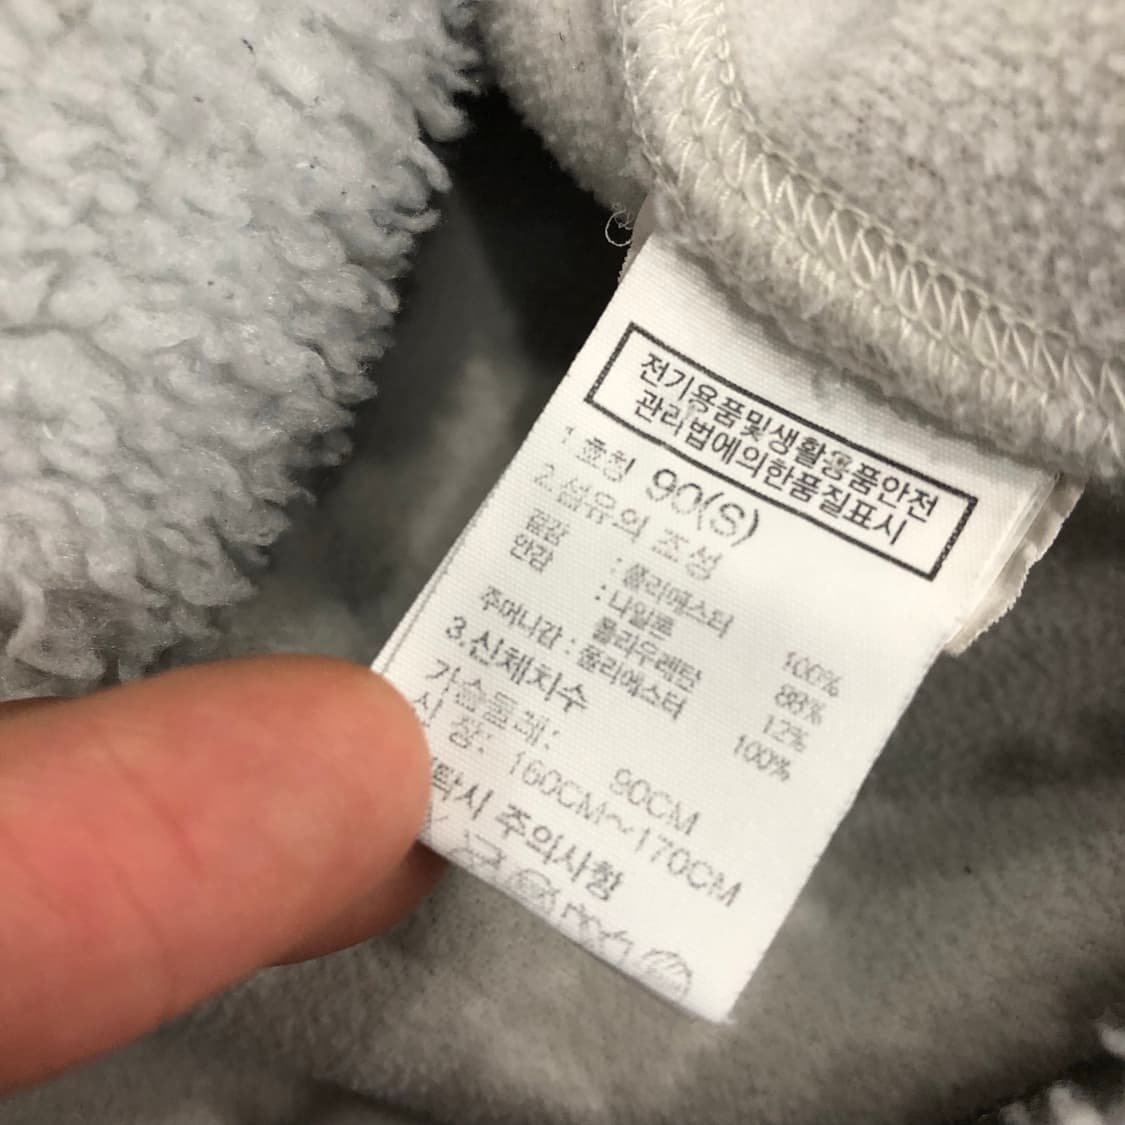 전기용품및생활용품안전
관리법에의한품질표시
1 호칭 90(S)
2.섬유의 조성
겉감 : 폴리에스터 100%
안감 : 나일론 88%
폴리우레탄 12%
주머니감 : 폴리에스터 100%
3.신체치수
가슴둘레: 90CM
신 장: 160CM~170CM
탁시 주의사항